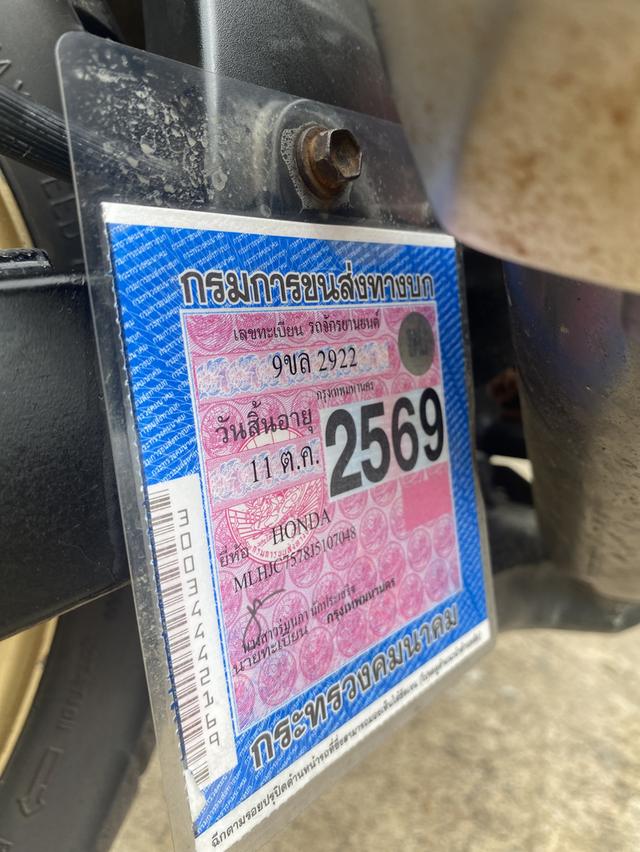 กรมการขนส่งทางบก
เลขทะเบียน รถจักรยานยนต์
9ขล 2922
กรุงเทพมหานคร
วันสิ้นอายุ
11 ต.ค. 2569
ยี่ห้อ HONDA
MLHJC7578J5107048
นายทะเบียน กรุงเทพมหานคร
กระทรวงคมนาคม
300344442169